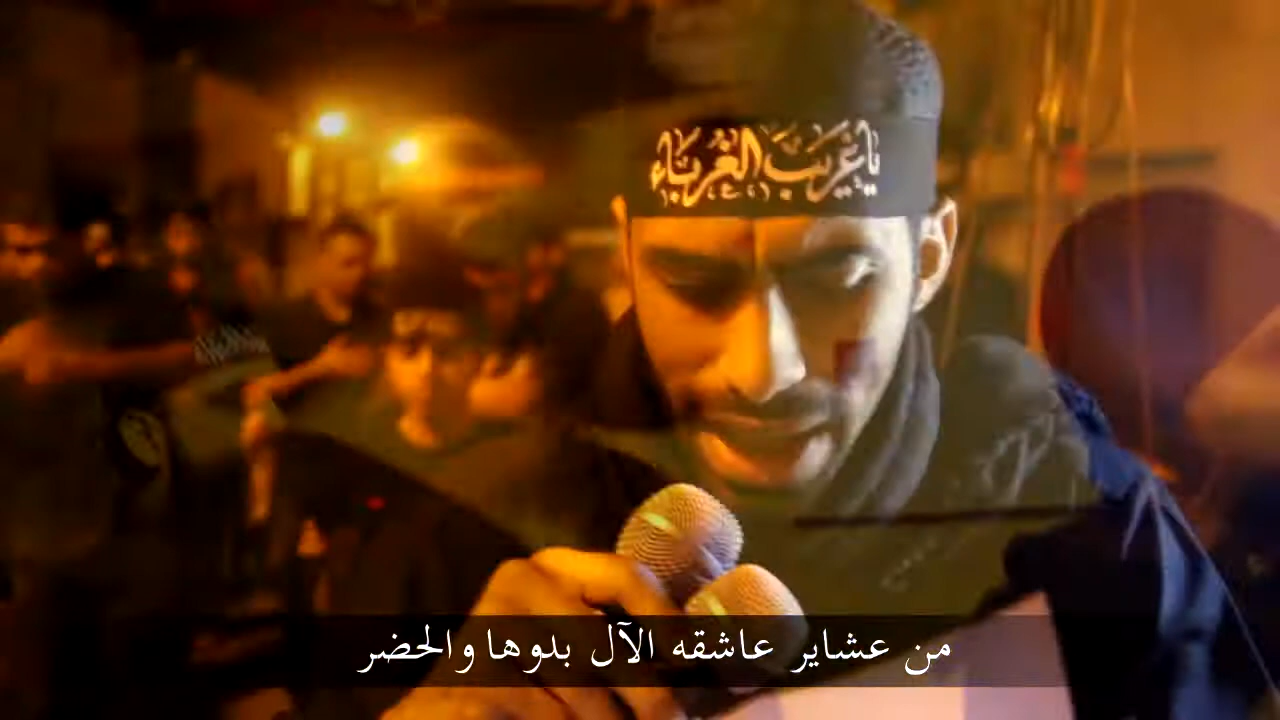 يا غريب الغرباء
من عشاير عاشقه الآل بدوها والحضر